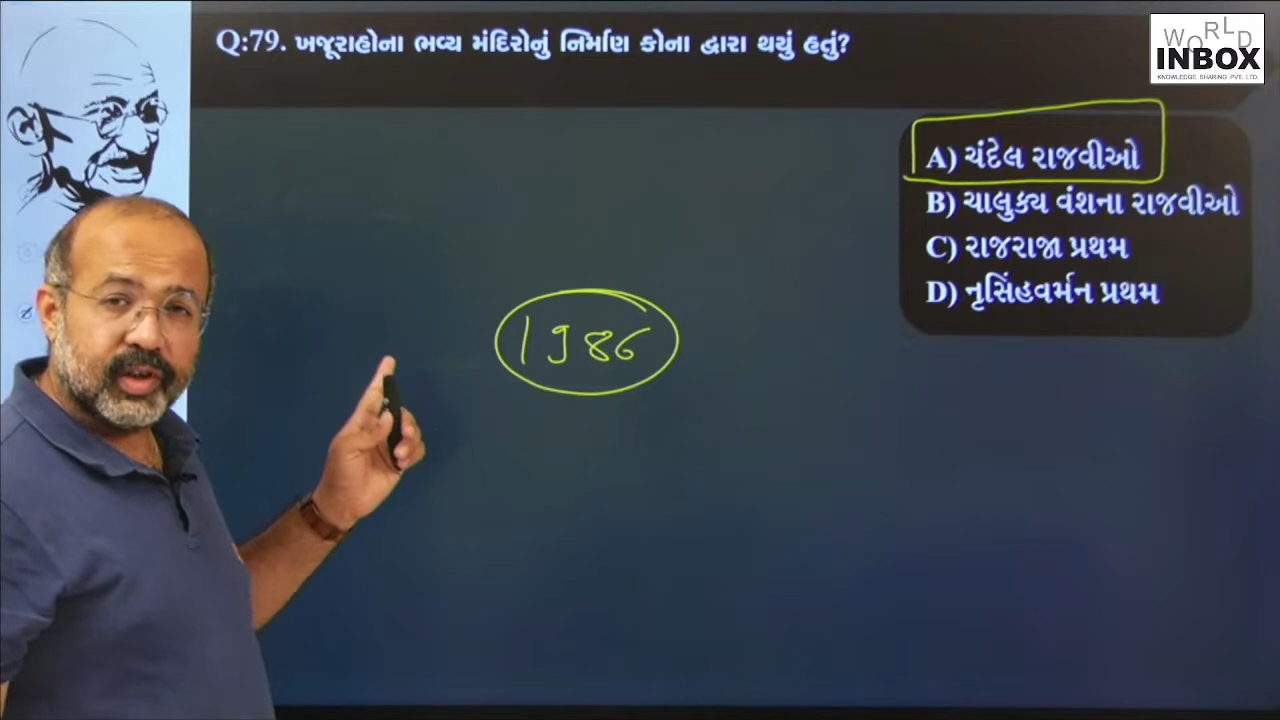 Q:79. ખજૂરાહોના ભવ્ય મંદિરોનું નિર્માણ કોના દ્વારા થયું હતું?
WORLD
INBOX
KNOWLEDGE SHARING PVT. LTD.
A) ચંદેલ રાજવીઓ
B) ચાલુક્ય વંશના રાજવીઓ
C) રાજરાજા પ્રથમ
D) નૃસિંહવર્મન પ્રથમ
1986